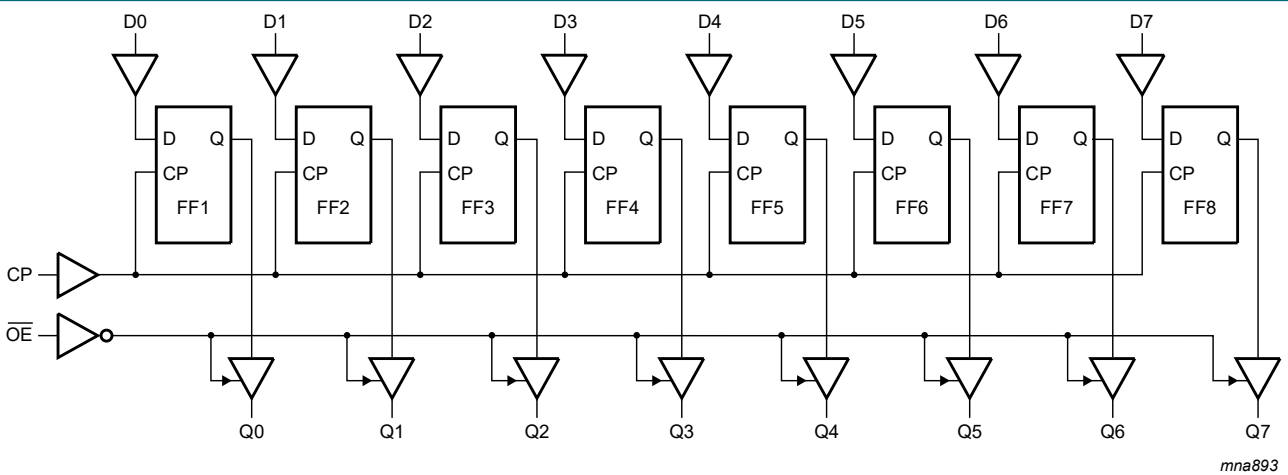 D0 D1 D2 D3 D4 D5 D6 D7
D Q D Q D Q D Q D Q D Q D Q D Q
CP CP CP CP CP CP CP CP
FF1 FF2 FF3 FF4 FF5 FF6 FF7 FF8
CP
OE
Q0 Q1 Q2 Q3 Q4 Q5 Q6 Q7
mna893